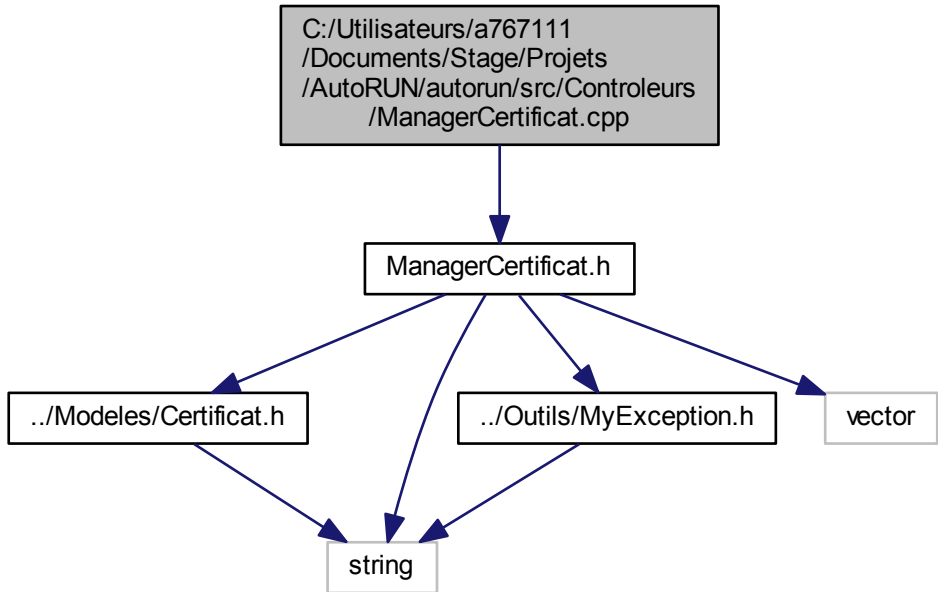 C:/Utilisateurs/a767111
/Documents/Stage/Projets
/AutoRUN/autorun/src/Controleurs
/ManagerCertificat.cpp
ManagerCertificat.h
../Modeles/Certificat.h
../Outils/MyException.h
vector
string